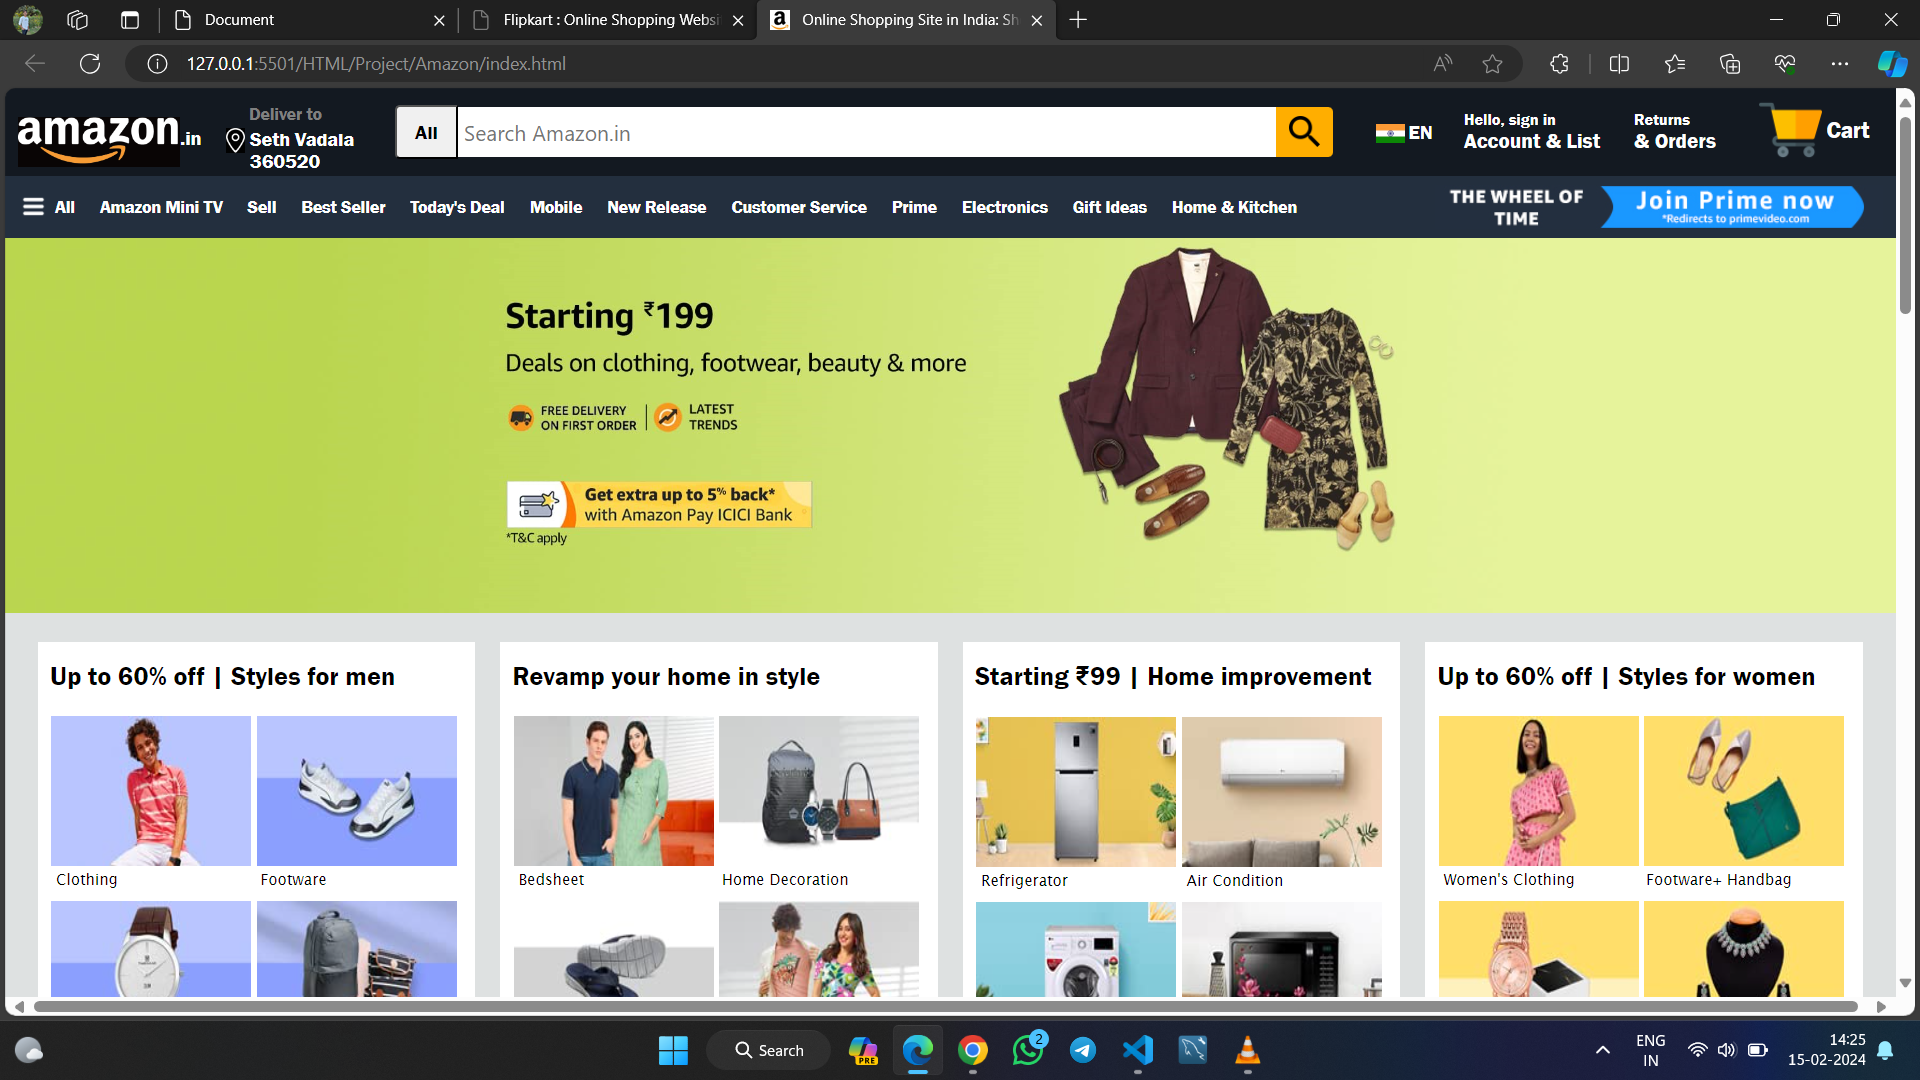 Document
Flipkart : Online Shopping Websi
Online Shopping Site in India: Sh
127.0.0.1:5501/HTML/Project/Amazon/index.html
amazon.in
Deliver to
Seth Vadala
360520
All
Search Amazon.in
EN
Hello, sign in
Account & List
Returns
& Orders
Cart
All
Amazon Mini TV
Sell
Best Seller
Today's Deal
Mobile
New Release
Customer Service
Prime
Electronics
Gift Ideas
Home & Kitchen
THE WHEEL OF
TIME
Join Prime now
*Redirects to primevideo.com
Starting ₹199
Deals on clothing, footwear, beauty & more
FREE DELIVERY
ON FIRST ORDER
LATEST
TRENDS
Get extra up to 5% back*
with Amazon Pay ICICI Bank
*T&C apply
Up to 60% off | Styles for men
Clothing
Footware
Revamp your home in style
Bedsheet
Home Decoration
Starting ₹99 | Home improvement
Refrigerator
Air Condition
Up to 60% off | Styles for women
Women's Clothing
Footware+ Handbag
Search
PRE
2
ENG
IN
14:25
15-02-2024